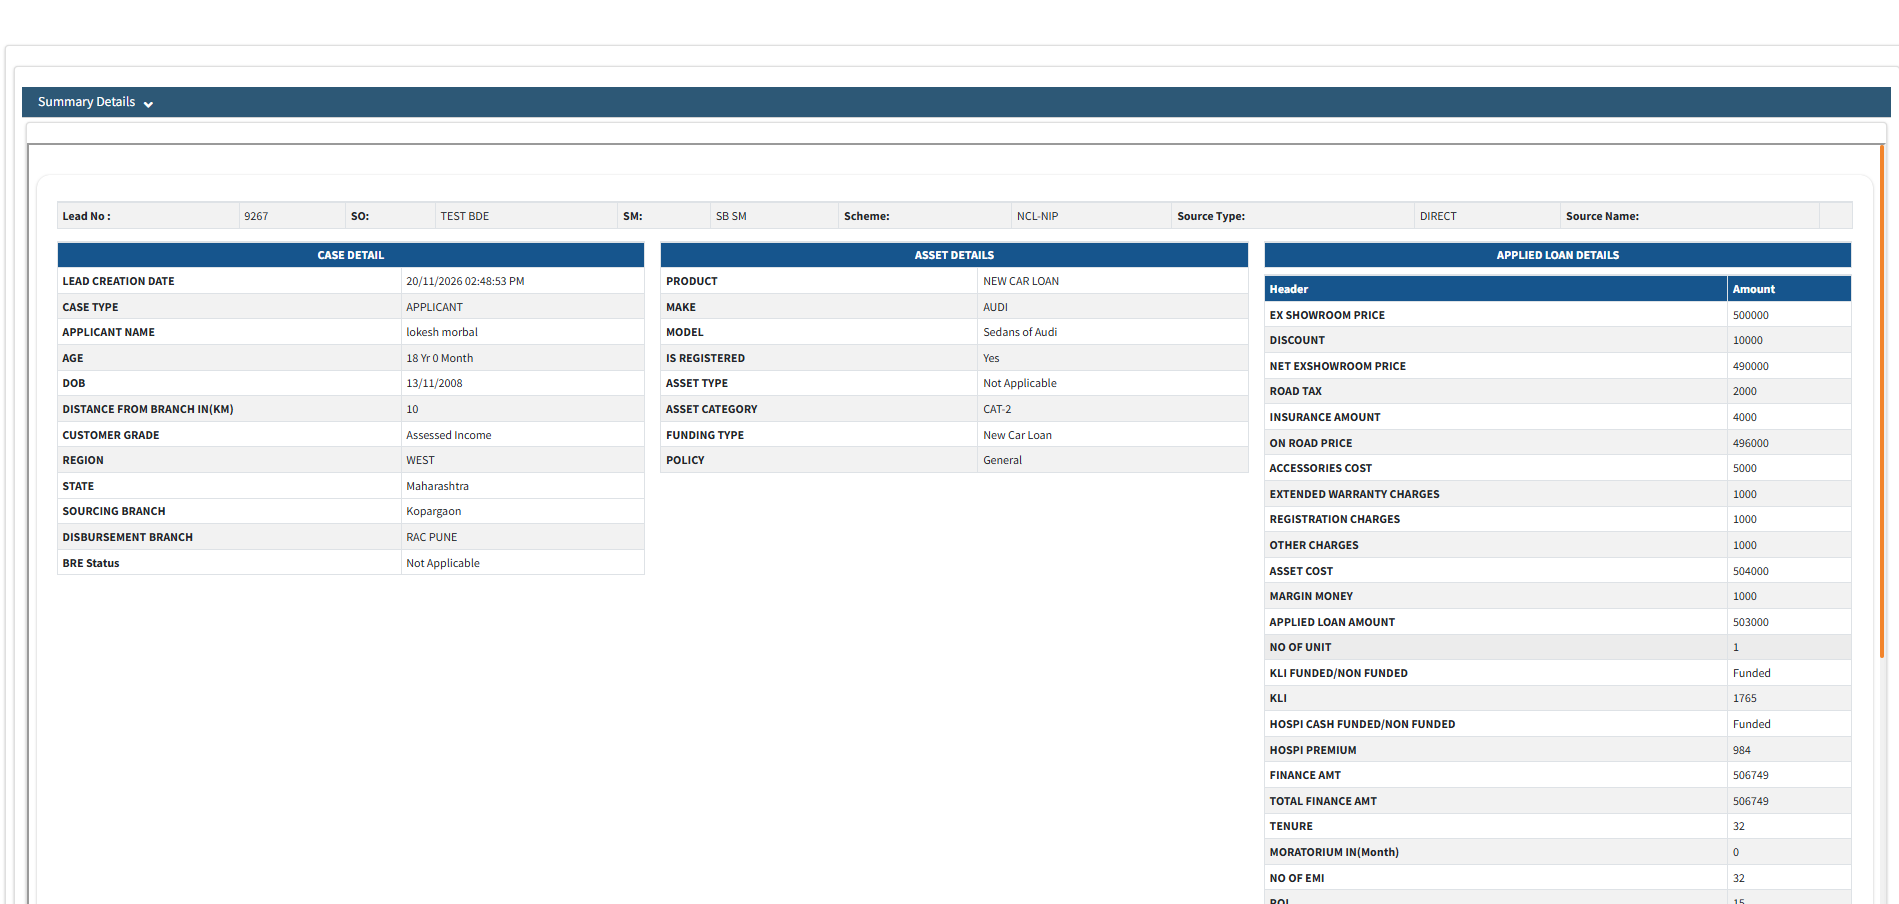 Summary Details
Lead No : 9267 SO: TEST BDE SM: SB SM Scheme: NCL-NIP Source Type: DIRECT Source Name:
CASE DETAIL
LEAD CREATION DATE 20/11/2026 02:48:53 PM
CASE TYPE APPLICANT
APPLICANT NAME lokesh morbal
AGE 18 Yr 0 Month
DOB 13/11/2008
DISTANCE FROM BRANCH IN(KM) 10
CUSTOMER GRADE Assessed Income
REGION WEST
STATE Maharashtra
SOURCING BRANCH Kopargaon
DISBURSEMENT BRANCH RAC PUNE
BRE Status Not Applicable
ASSET DETAILS
PRODUCT NEW CAR LOAN
MAKE AUDI
MODEL Sedans of Audi
IS REGISTERED Yes
ASSET TYPE Not Applicable
ASSET CATEGORY CAT-2
FUNDING TYPE New Car Loan
POLICY General
APPLIED LOAN DETAILS
Header Amount
EX SHOWROOM PRICE 500000
DISCOUNT 10000
NET EXSHOWROOM PRICE 490000
ROAD TAX 2000
INSURANCE AMOUNT 4000
ON ROAD PRICE 496000
ACCESSORIES COST 5000
EXTENDED WARRANTY CHARGES 1000
REGISTRATION CHARGES 1000
OTHER CHARGES 1000
ASSET COST 504000
MARGIN MONEY 1000
APPLIED LOAN AMOUNT 503000
NO OF UNIT 1
KLI FUNDED/NON FUNDED Funded
KLI 1765
HOSPI CASH FUNDED/NON FUNDED Funded
HOSPI PREMIUM 984
FINANCE AMT 506749
TOTAL FINANCE AMT 506749
TENURE 32
MORATORIUM IN(Month) 0
NO OF EMI 32
ROI 15